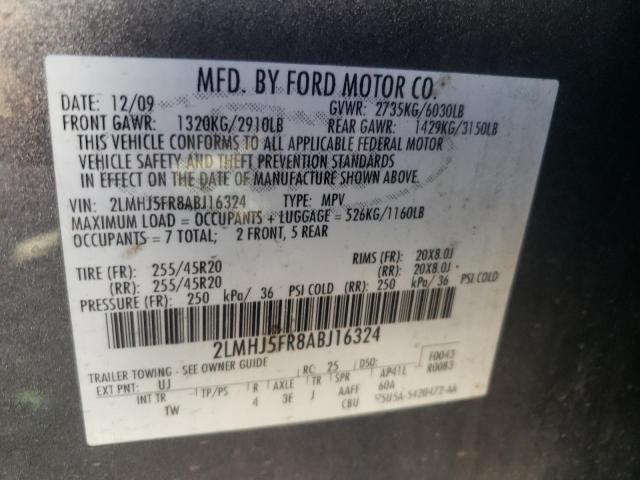 MFD. BY FORD MOTOR CO.
DATE: 12/09 GVWR: 2735KG/6030LB
FRONT GAWR: 1320KG/2910LB REAR GAWR: 1429KG/3150LB
THIS VEHICLE CONFORMS TO ALL APPLICABLE FEDERAL MOTOR
VEHICLE SAFETY AND THEFT PREVENTION STANDARDS
IN EFFECT ON THE DATE OF MANUFACTURE SHOWN ABOVE.
VIN: 2LMHJ5FR8ABJ16324 TYPE: MPV
MAXIMUM LOAD = OCCUPANTS + LUGGAGE = 526KG/1160LB
OCCUPANTS = 7 TOTAL; 2 FRONT, 5 REAR
TIRE (FR): 255/45R20 RIMS (FR): 20X8.0J
(RR): 255/45R20 (RR): 20X8.0J
PRESSURE (FR): 250 kPa/ 36 PSI COLD (RR): 250 kPa/ 36 PSI COLD
2LMHJ5FR8ABJ16324
TRAILER TOWING - SEE OWNER GUIDE RC: 25 DSO: F0043
EXT PNT: UJ AP41E R0083
INT TR TP/PS R AXLE TR SPR 60A
TW 4 3E J AAFF
CBU 5U5A-5420472-AA